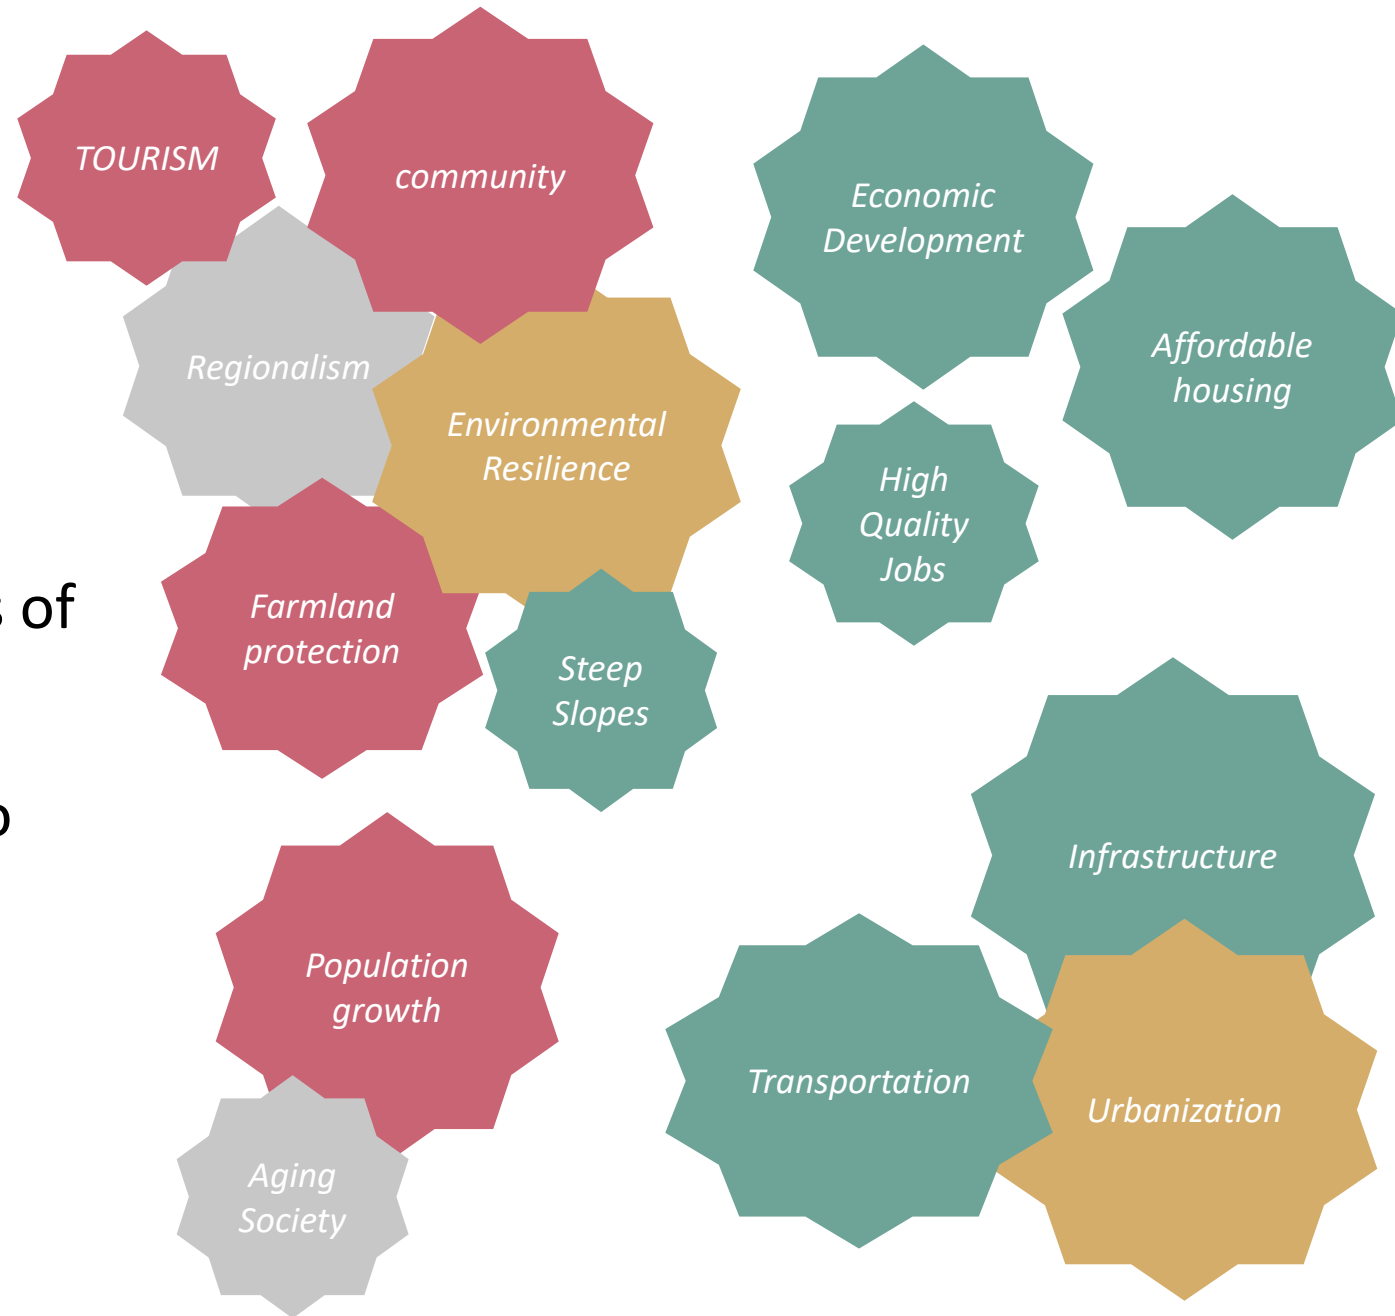 TOURISM
community
Economic
Development
Affordable
housing
Regionalism
Environmental
Resilience
High
Quality
Jobs
of
Farmland
protection
Steep
Slopes
Infrastructure
Population
growth
Transportation
Urbanization
Aging
Society